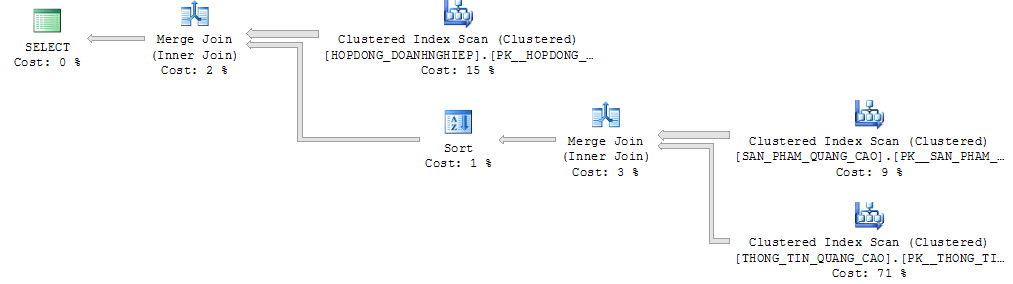 SELECT
Cost: 0 %
Merge Join
(Inner Join)
Cost: 2 %
Clustered Index Scan (Clustered)
[HOPDONG_DOANHNGHIEP].[PK__HOPDONG_…
Cost: 15 %
Sort
Cost: 1 %
Merge Join
(Inner Join)
Cost: 3 %
Clustered Index Scan (Clustered)
[SAN_PHAM_QUANG_CAO].[PK__SAN_PHAM_…
Cost: 9 %
Clustered Index Scan (Clustered)
[THONG_TIN_QUANG_CAO].[PK__THONG_TI…
Cost: 71 %